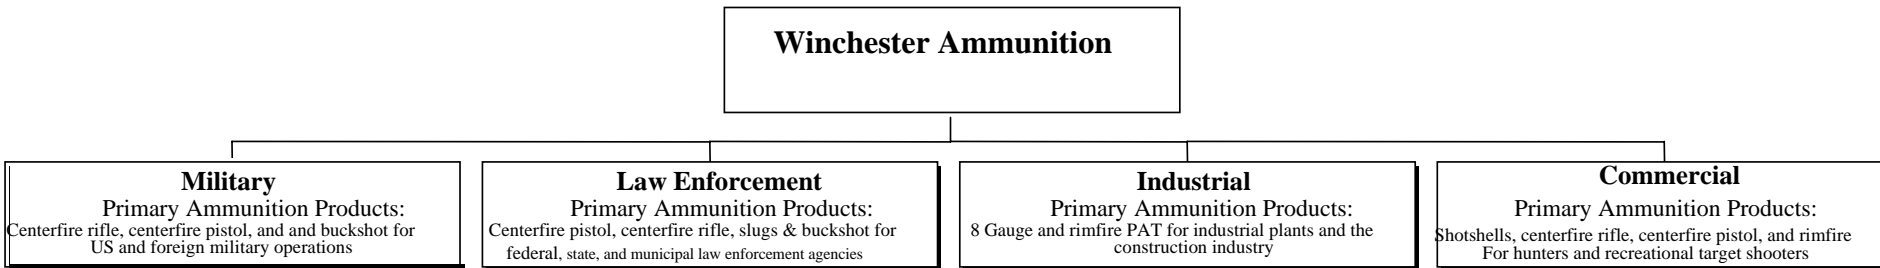 Winchester Ammunition
Military
Primary Ammunition Products:
Centerfire rifle, centerfire pistol, and and buckshot for
US and foreign military operations
Law Enforcement
Primary Ammunition Products:
Centerfire pistol, centerfire rifle, slugs & buckshot for
federal, state, and municipal law enforcement agencies
Industrial
Primary Ammunition Products:
8 Gauge and rimfire PAT for industrial plants and the
construction industry
Commercial
Primary Ammunition Products:
Shotshells, centerfire rifle, centerfire pistol, and rimfire
For hunters and recreational target shooters